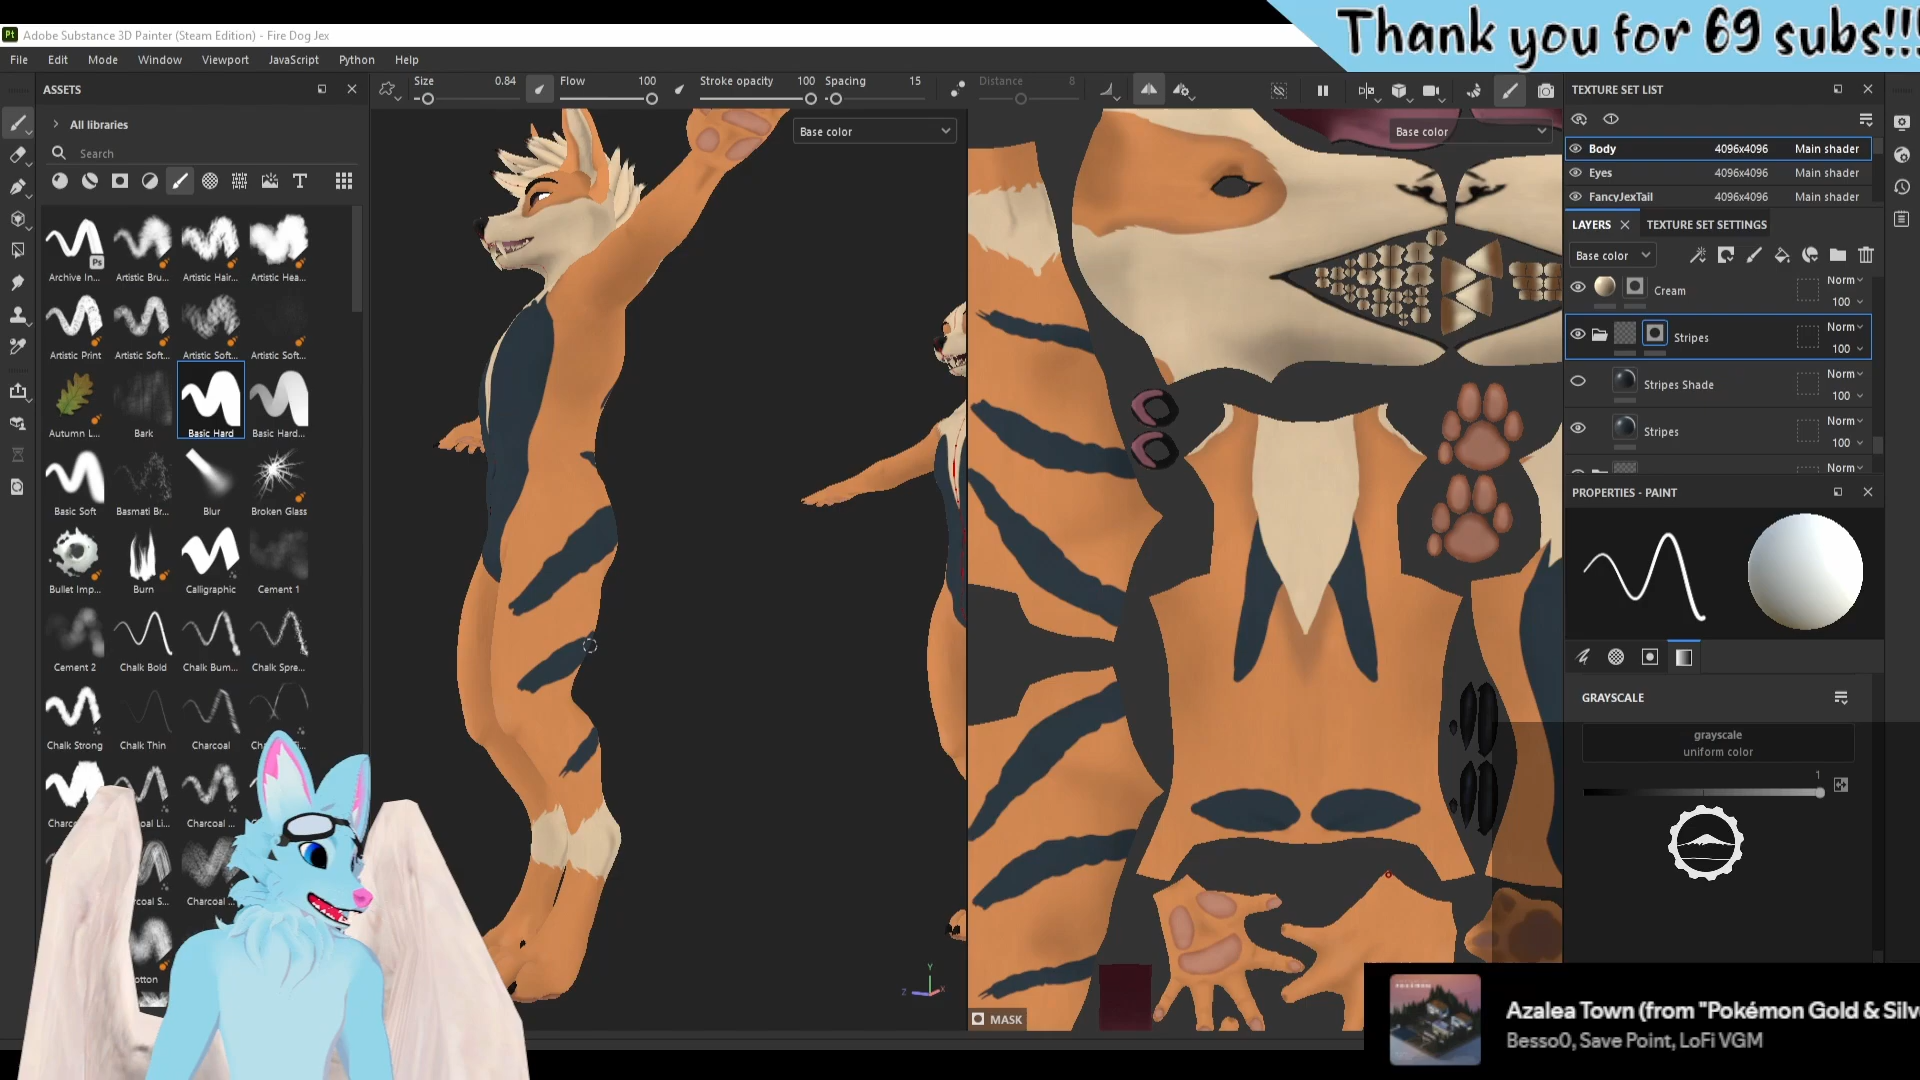 Thank you for 69 subs!!!
Adobe Substance 3D Painter (Steam Edition) - Fire Dog Jex
File Edit Mode Window Viewport JavaScript Python Help
ASSETS
All libraries
Search
Archive In...
Artistic Bru...
Artistic Hair...
Artistic Hea...
Artistic Print
Artistic Soft...
Artistic Soft...
Artistic Soft...
Autumn L...
Bark
Basic Hard
Basic Hard...
Basic Soft
Basmati Br...
Blur
Broken Glass
Bullet Imp...
Burn
Calligraphic
Cement 1
Cement 2
Chalk Bold
Chalk Bum...
Chalk Spre...
Chalk Strong
Chalk Thin
Charcoal
Charcoal ...
Charcoal ...
Size 0.84
Flow 100
Stroke opacity 100
Spacing 15
Distance 8
Base color
Base color
MASK
Y
Z
X
TEXTURE SET LIST
Body 4096x4096 Main shader
Eyes 4096x4096 Main shader
FancyJexTail 4096x4096 Main shader
LAYERS
TEXTURE SET SETTINGS
Base color
Cream Norm 100
Stripes Norm 100
Stripes Shade Norm 100
Stripes Norm 100
Norm
PROPERTIES - PAINT
GRAYSCALE
grayscale
uniform color
1
Azalea Town (from "Pokémon Gold & Silv
Besso0, Save Point, LoFi VGM